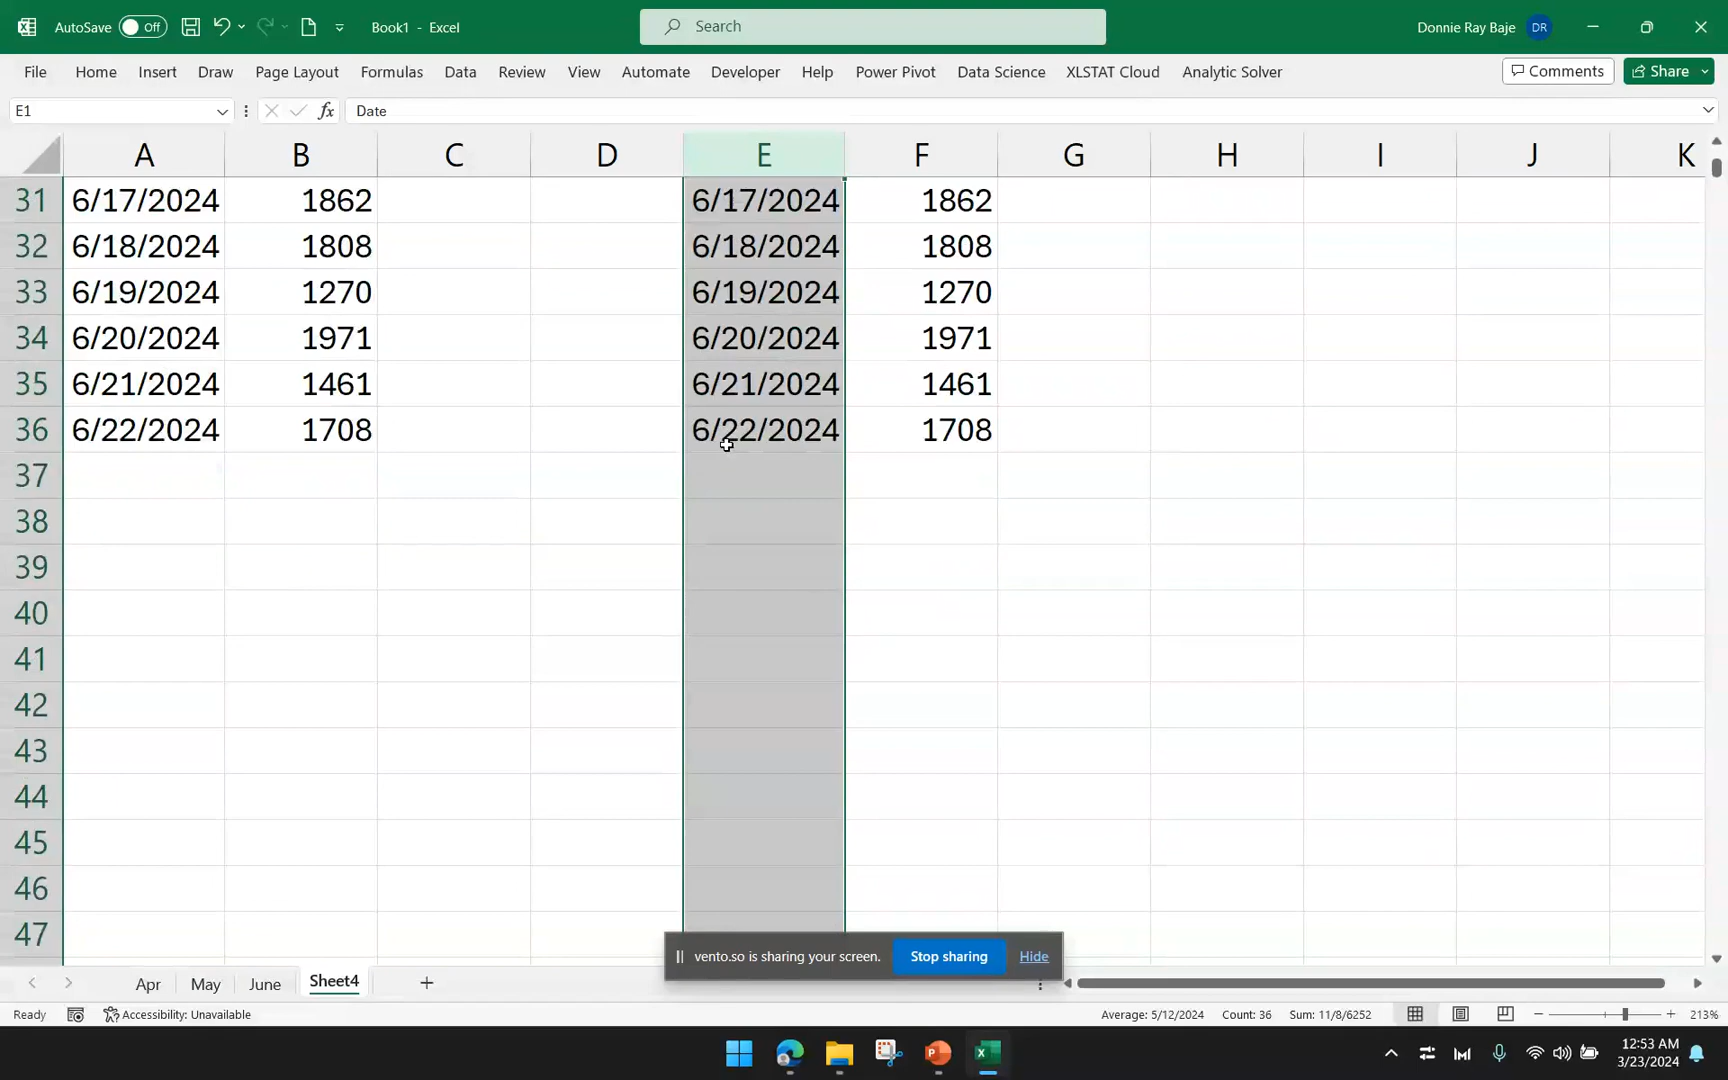 AutoSave Off Book1 - Excel Search Donnie Ray Baje DR
File Home Insert Draw Page Layout Formulas Data Review View Automate Developer Help Power Pivot Data Science XLSTAT Cloud Analytic Solver Comments Share
E1 fx Date
A B C D E F G H I J K
31 6/17/2024 1862 6/17/2024 1862
32 6/18/2024 1808 6/18/2024 1808
33 6/19/2024 1270 6/19/2024 1270
34 6/20/2024 1971 6/20/2024 1971
35 6/21/2024 1461 6/21/2024 1461
36 6/22/2024 1708 6/22/2024 1708
37
38
39
40
41
42
43
44
45
46
47
vento.so is sharing your screen. Stop sharing Hide
Apr May June Sheet4
Ready Accessibility: Unavailable Average: 5/12/2024 Count: 36 Sum: 11/8/6252 213%
12:53 AM
3/23/2024